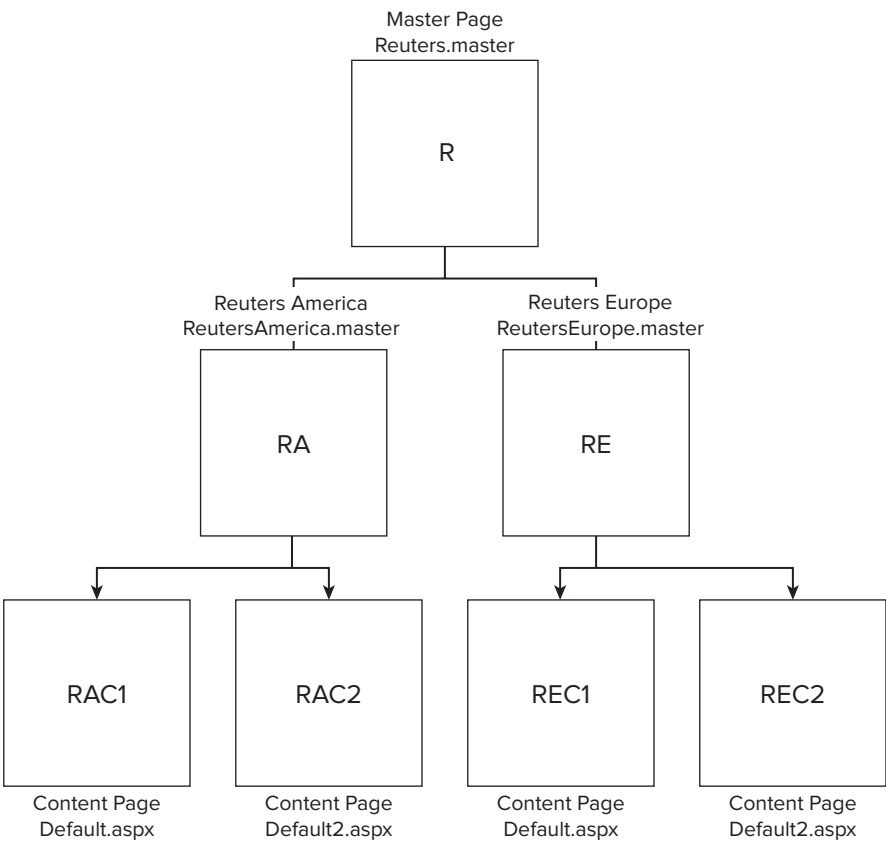 Master Page
Reuters.master
R
Reuters America
ReutersAmerica.master
Reuters Europe
ReutersEurope.master
RA
RE
RAC1
RAC2
REC1
REC2
Content Page
Default.aspx
Content Page
Default2.aspx
Content Page
Default.aspx
Content Page
Default2.aspx